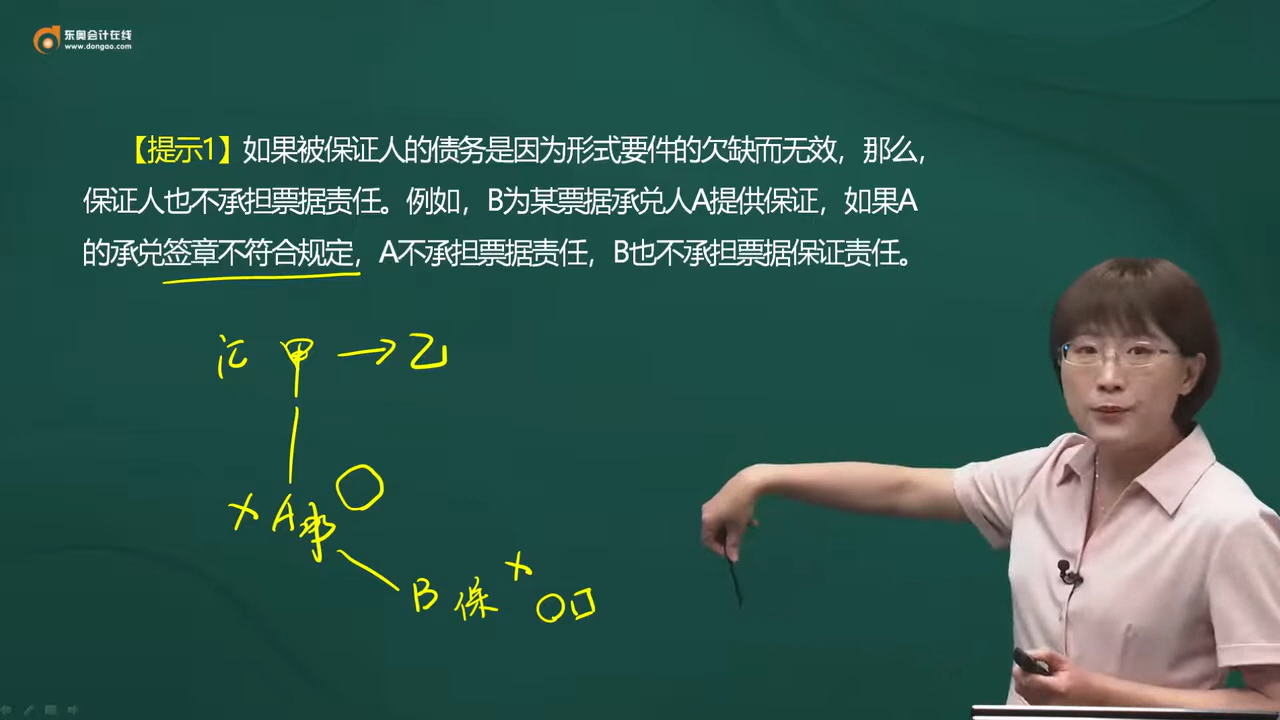 东奥会计在线
www.dongao.com
【提示1】如果被保证人的债务是因为形式要件的欠缺而无效，那么，
保证人也不承担票据责任。例如，B为某票据承兑人A提供保证，如果A
的承兑签章不符合规定，A不承担票据责任，B也不承担票据保证责任。
汇 甲 → 乙
× A承
B 保 ×